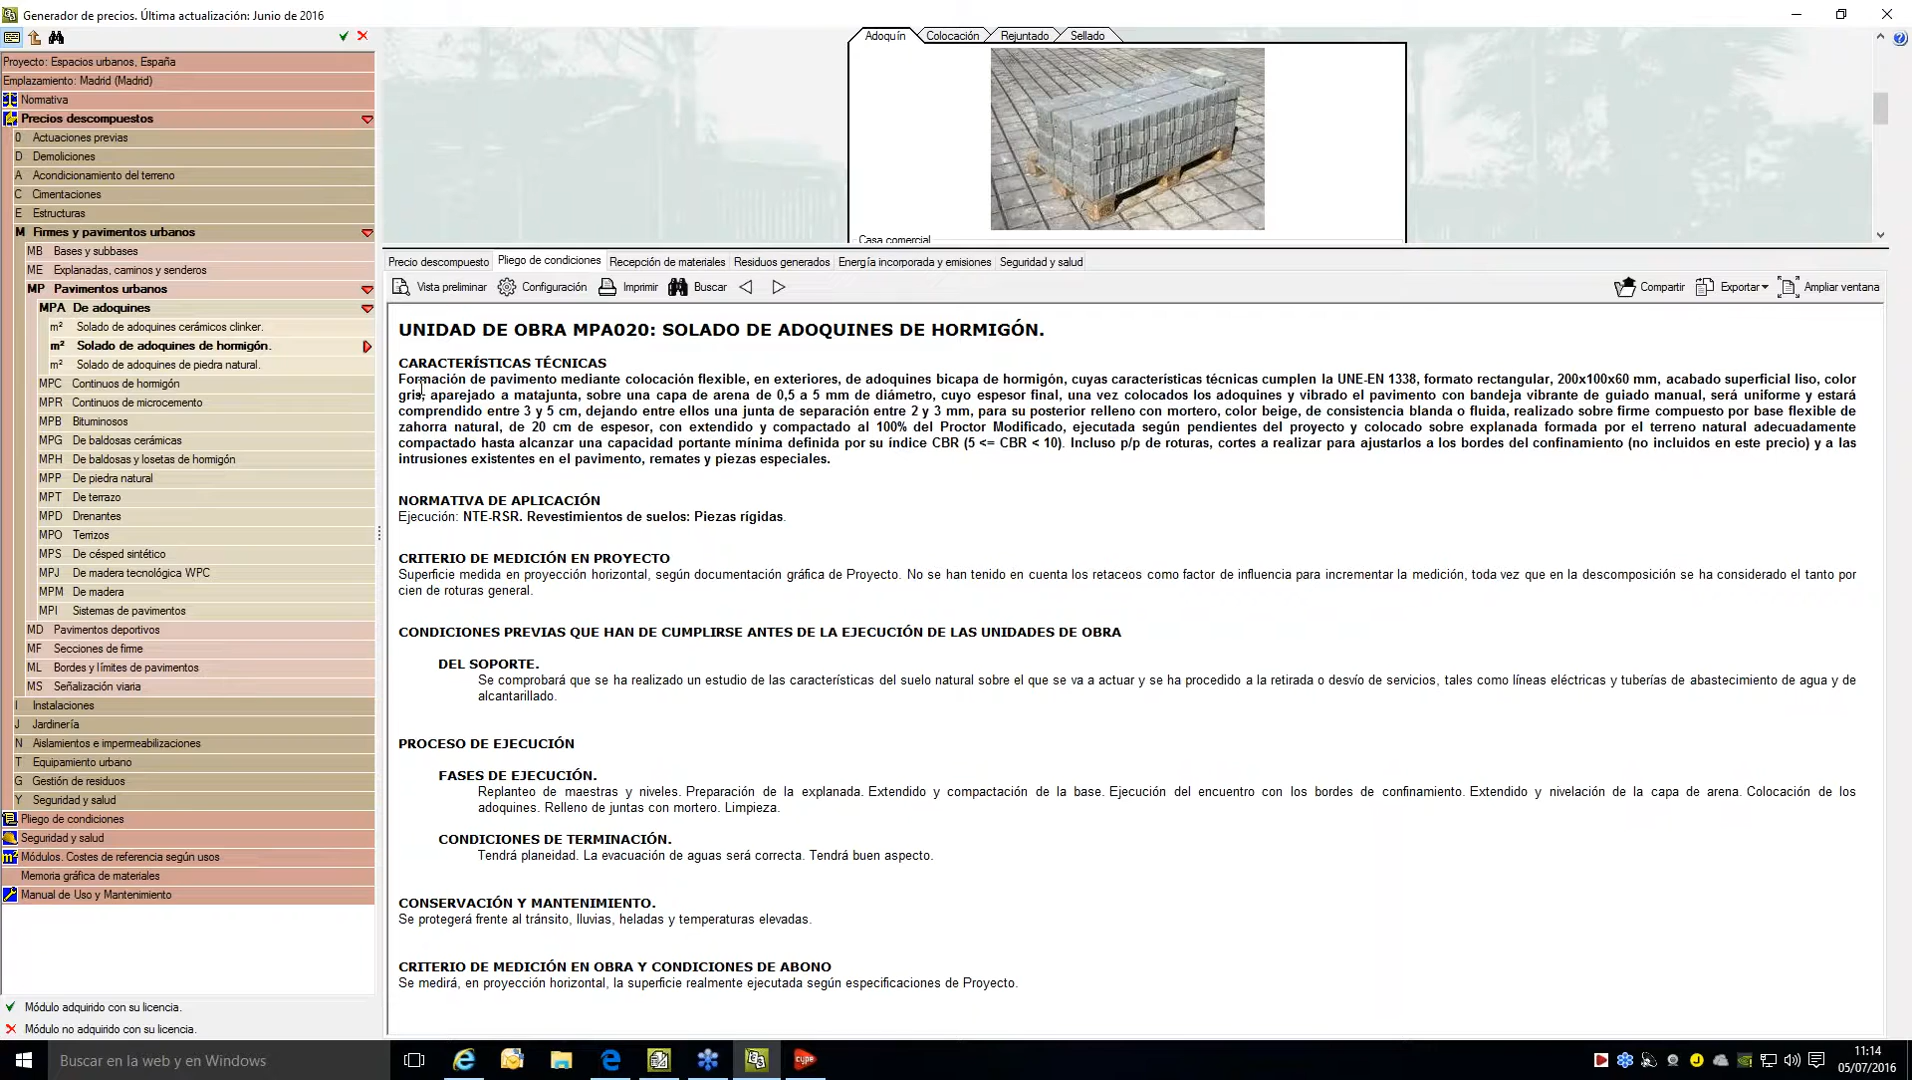 Generador de precios. Última actualización: Junio de 2016
Proyecto: Espacios urbanos, España
Emplazamiento: Madrid (Madrid)
Normativa
Precios descompuestos
0 Actuaciones previas
D Demoliciones
A Acondicionamiento del terreno
C Cimentaciones
E Estructuras
M Firmes y pavimentos urbanos
MB Bases y subbases
ME Explanadas, caminos y senderos
MP Pavimentos urbanos
MPA De adoquines
m² Solado de adoquines cerámicos clinker.
m² Solado de adoquines de hormigón.
m² Solado de adoquines de piedra natural.
MPC Continuos de hormigón
MPR Continuos de microcemento
MPB Bituminosos
MPG De baldosas cerámicas
MPH De baldosas y losetas de hormigón
MPP De piedra natural
MPT De terrazo
MPD Drenantes
MPO Terrizos
MPS De césped sintético
MPJ De madera tecnológica WPC
MPM De madera
MPI Sistemas de pavimentos
MD Pavimentos deportivos
MF Secciones de firme
ML Bordes y límites de pavimentos
MS Señalización viaria
I Instalaciones
J Jardinería
N Aislamientos e impermeabilizaciones
T Equipamiento urbano
G Gestión de residuos
Y Seguridad y salud
Pliego de condiciones
Seguridad y salud
m² Módulos. Costes de referencia según usos
Memoria gráfica de materiales
Manual de Uso y Mantenimiento
Módulo adquirido con su licencia.
Módulo no adquirido con su licencia.
Adoquín Colocación Rejuntado Sellado
Casa comercial
Precio descompuesto Pliego de condiciones Recepción de materiales Residuos generados Energía incorporada y emisiones Seguridad y salud
Vista preliminar Configuración Imprimir Buscar Compartir Exportar Ampliar ventana
UNIDAD DE OBRA MPA020: SOLADO DE ADOQUINES DE HORMIGÓN.
CARACTERÍSTICAS TÉCNICAS
Formación de pavimento mediante colocación flexible, en exteriores, de adoquines bicapa de hormigón, cuyas características técnicas cumplen la UNE-EN 1338, formato rectangular, 200x100x60 mm, acabado superficial liso, color
gris, aparejado a matajunta, sobre una capa de arena de 0,5 a 5 mm de diámetro, cuyo espesor final, una vez colocados los adoquines y vibrado el pavimento con bandeja vibrante de guiado manual, será uniforme y estará
comprendido entre 3 y 5 cm, dejando entre ellos una junta de separación entre 2 y 3 mm, para su posterior relleno con mortero, color beige, de consistencia blanda o fluida, realizado sobre firme compuesto por base flexible de
zahorra natural, de 20 cm de espesor, con extendido y compactado al 100% del Proctor Modificado, ejecutada según pendientes del proyecto y colocado sobre explanada formada por el terreno natural adecuadamente
compactado hasta alcanzar una capacidad portante mínima definida por su índice CBR (5 <= CBR < 10). Incluso p/p de roturas, cortes a realizar para ajustarlos a los bordes del confinamiento (no incluidos en este precio) y a las
intrusiones existentes en el pavimento, remates y piezas especiales.
NORMATIVA DE APLICACIÓN
Ejecución: NTE-RSR. Revestimientos de suelos: Piezas rígidas.
CRITERIO DE MEDICIÓN EN PROYECTO
Superficie medida en proyección horizontal, según documentación gráfica de Proyecto. No se han tenido en cuenta los retaceos como factor de influencia para incrementar la medición, toda vez que en la descomposición se ha considerado el tanto por
cien de roturas general.
CONDICIONES PREVIAS QUE HAN DE CUMPLIRSE ANTES DE LA EJECUCIÓN DE LAS UNIDADES DE OBRA
DEL SOPORTE.
Se comprobará que se ha realizado un estudio de las características del suelo natural sobre el que se va a actuar y se ha procedido a la retirada o desvío de servicios, tales como líneas eléctricas y tuberías de abastecimiento de agua y de
alcantarillado.
PROCESO DE EJECUCIÓN
FASES DE EJECUCIÓN.
Replanteo de maestras y niveles. Preparación de la explanada. Extendido y compactación de la base. Ejecución del encuentro con los bordes de confinamiento. Extendido y nivelación de la capa de arena. Colocación de los
adoquines. Relleno de juntas con mortero. Limpieza.
CONDICIONES DE TERMINACIÓN.
Tendrá planeidad. La evacuación de aguas será correcta. Tendrá buen aspecto.
CONSERVACIÓN Y MANTENIMIENTO.
Se protegerá frente al tránsito, lluvias, heladas y temperaturas elevadas.
CRITERIO DE MEDICIÓN EN OBRA Y CONDICIONES DE ABONO
Se medirá, en proyección horizontal, la superficie realmente ejecutada según especificaciones de Proyecto.
Buscar en la web y en Windows
cype
11:14
05/07/2016